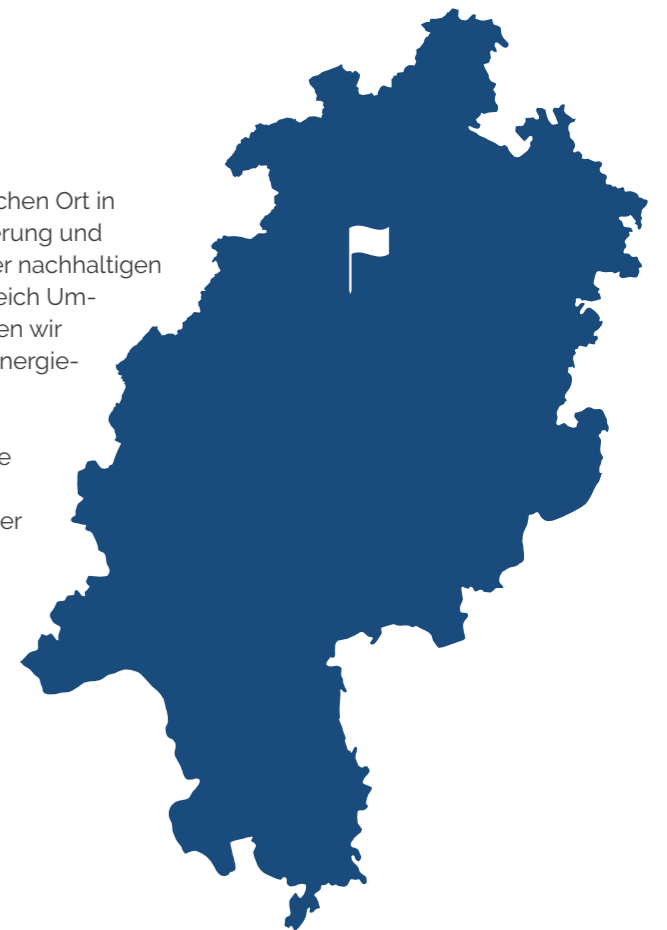 chen Ort in
erung und
er nachhaltigen
eich Um-
en wir
nergie-
e
er